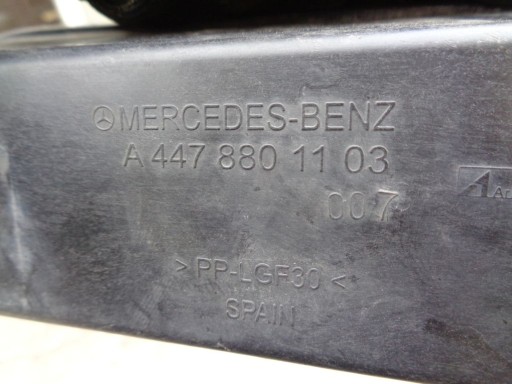 MERCEDES-BENZ
A 447 880 11 03
007
>PP-LGF30<
SPAIN